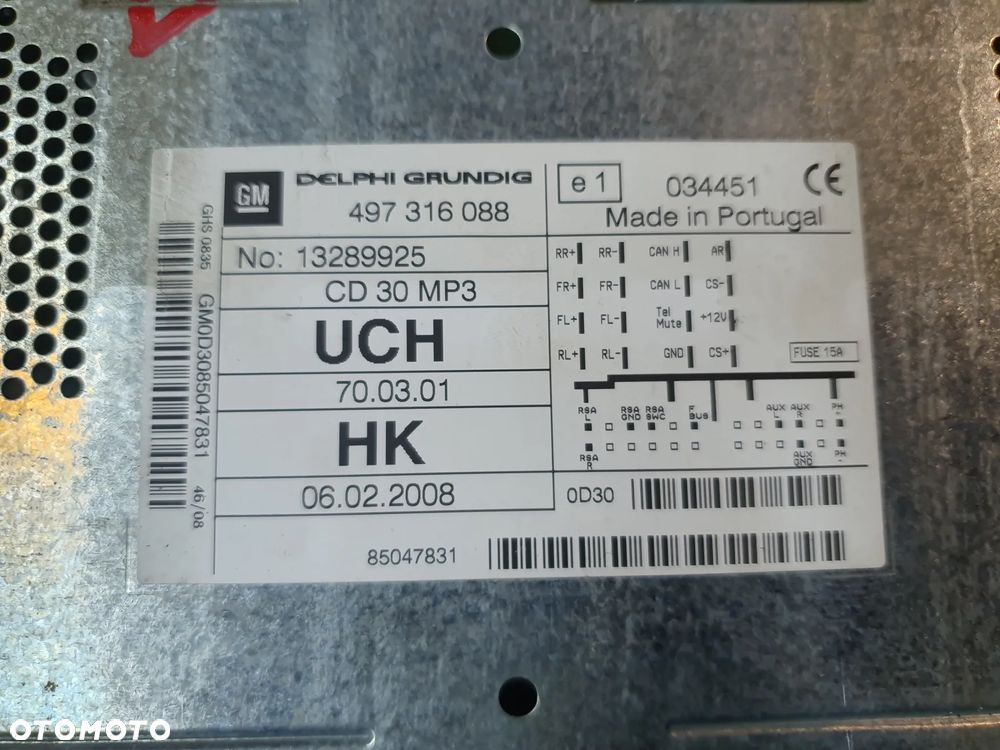 GM
DELPHI GRUNDIG
497 316 088
No: 13289925
CD 30 MP3
UCH
70.03.01
HK
06.02.2008
e 1
034451
CE
Made in Portugal
RR+ RR- CAN H AR
FR+ FR- CAN L CS-
FL+ FL- Tel Mute +12V
RL+ RL- GND CS+
FUSE 15A
RSA L RSA GND RSA SWC F BUS AUX L AUX R PH -
RSA R AUX GND PH -
0D30
85047831
GHS 0835 GM0D3085047831 46/08
OTOMOTO